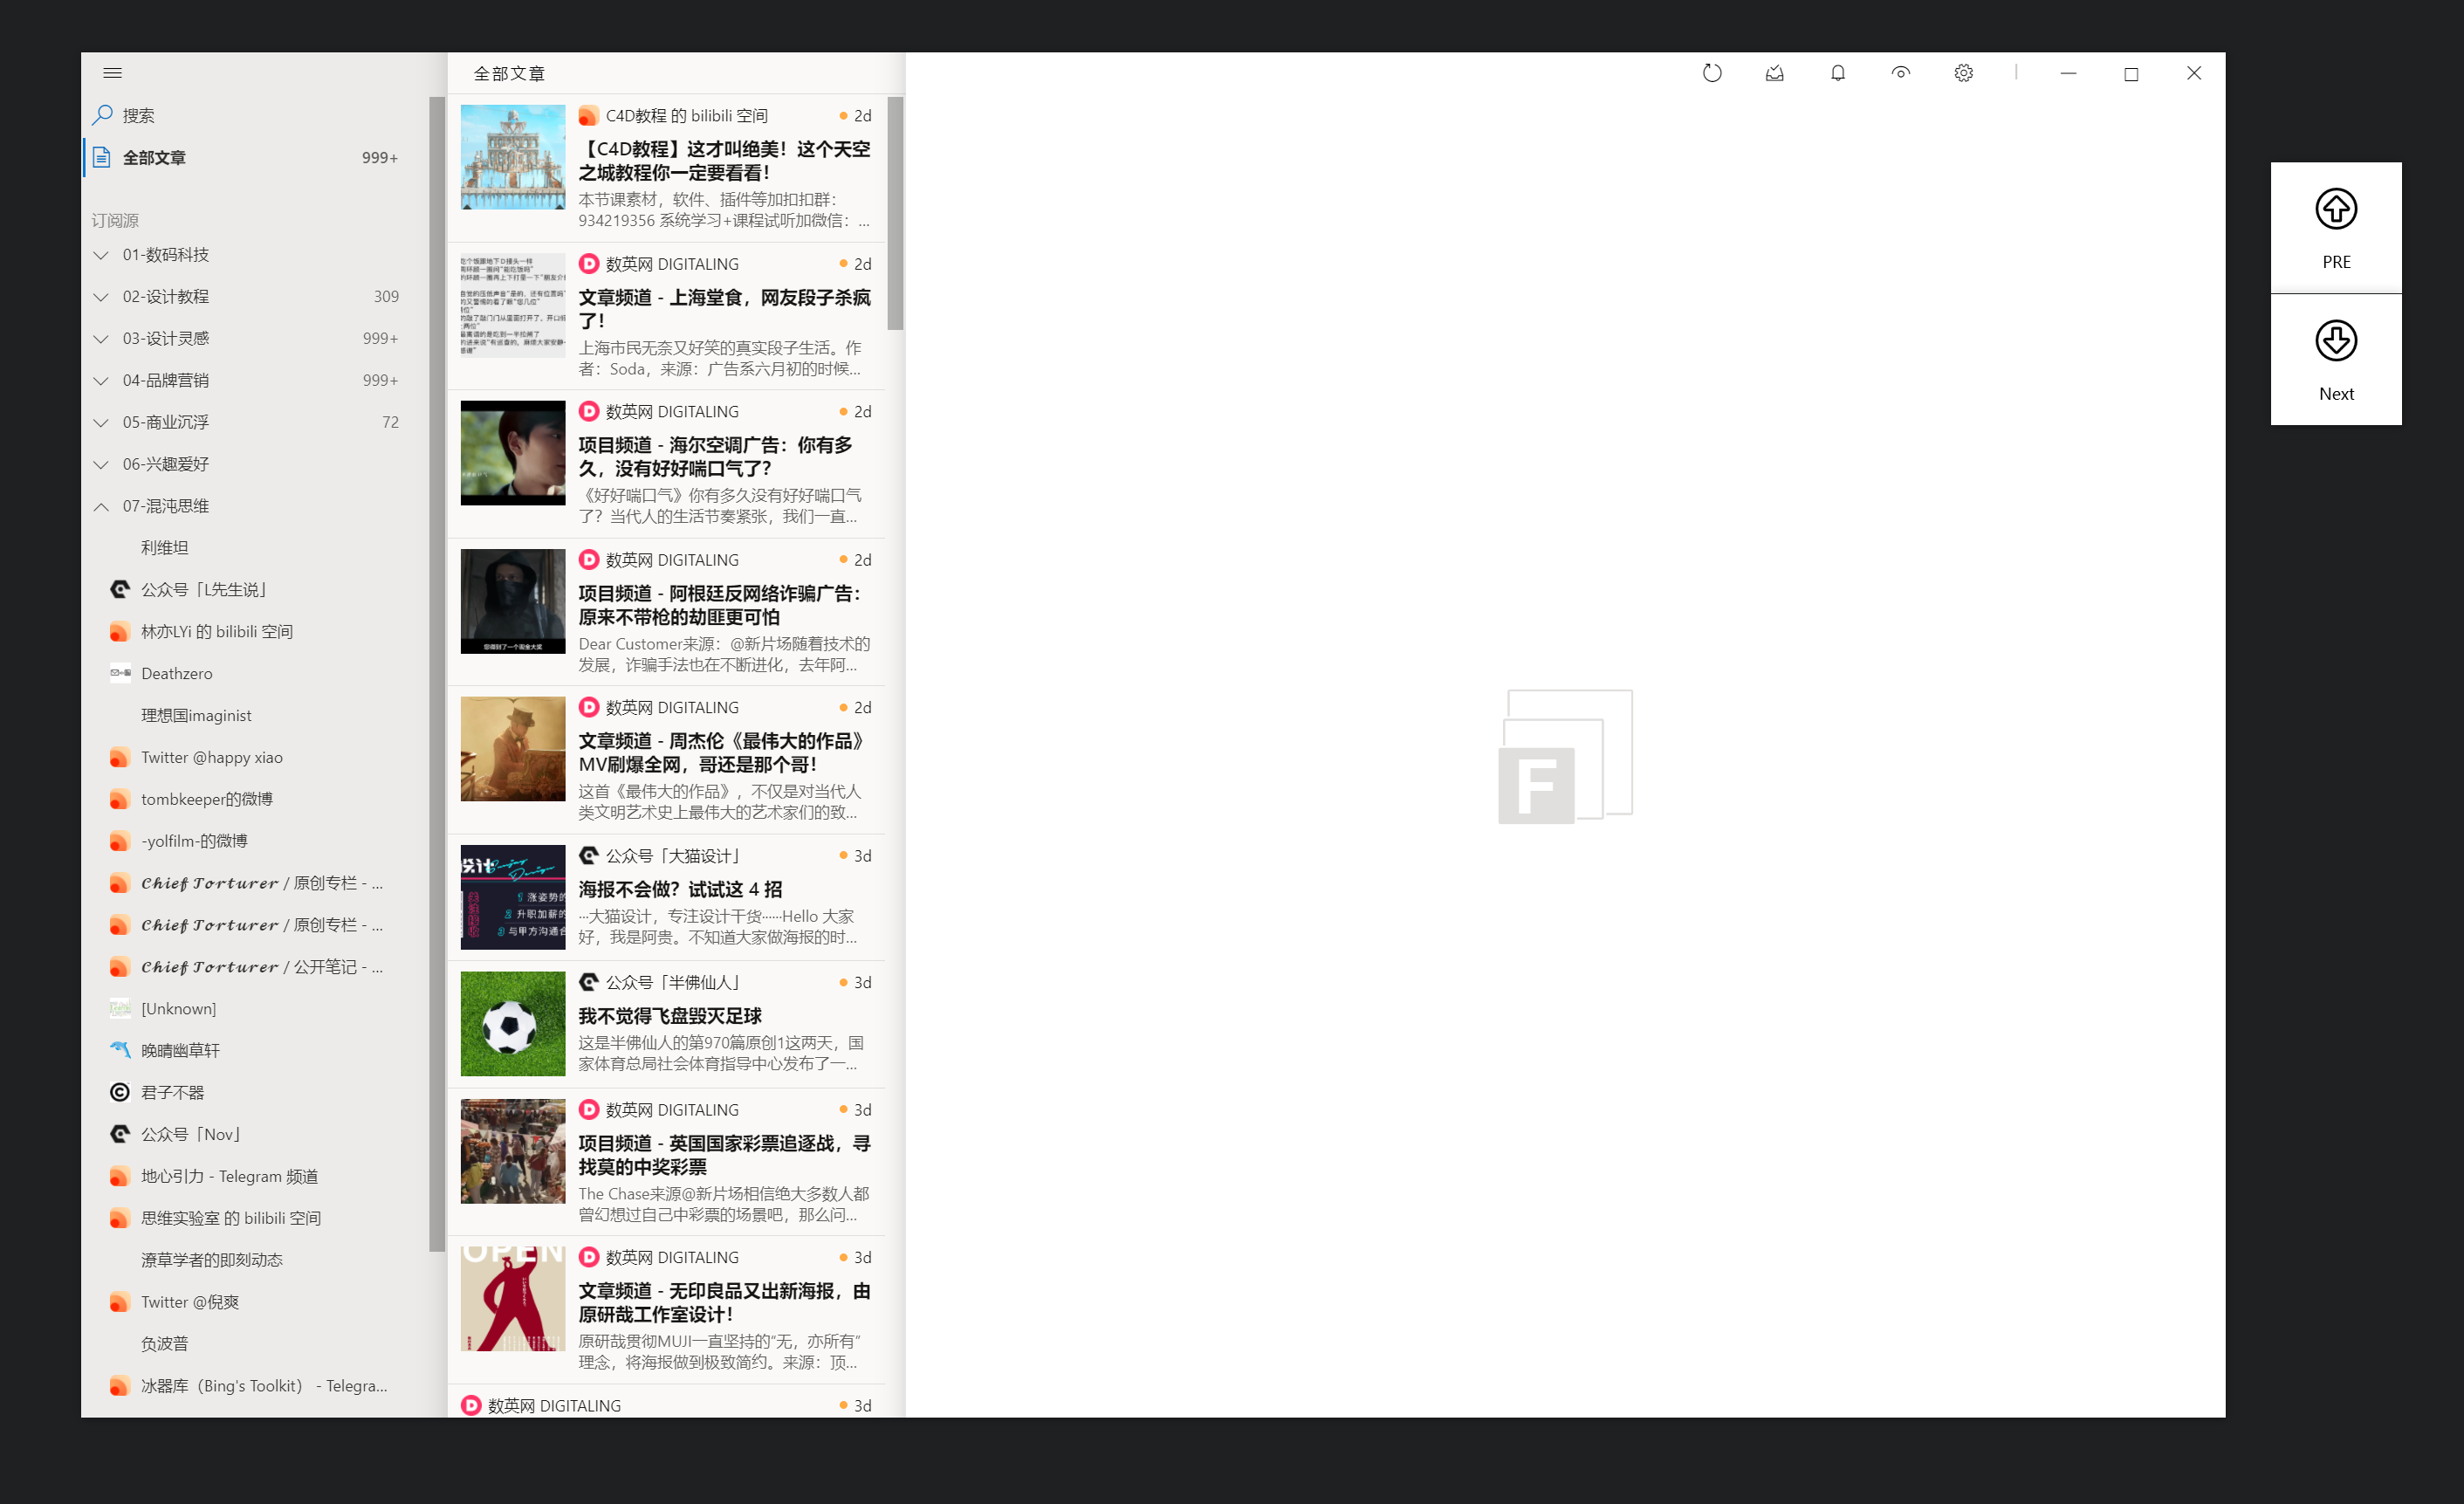 搜索
全部文章
999+
订阅源
01-数码科技
02-设计教程
309
03-设计灵感
999+
04-品牌营销
999+
05-商业沉浮
72
06-兴趣爱好
07-混沌思维
利维坦
公众号「L先生说」
林亦LYi 的 bilibili 空间
Deathzero
理想国imaginist
Twitter @happy xiao
tombkeeper的微博
-yolfilm-的微博
𝓒𝓱𝓲𝓮𝓯 𝓣𝓸𝓻𝓽𝓾𝓻𝓮𝓻 / 原创专栏 - ...
𝓒𝓱𝓲𝓮𝓯 𝓣𝓸𝓻𝓽𝓾𝓻𝓮𝓻 / 原创专栏 - ...
𝓒𝓱𝓲𝓮𝓯 𝓣𝓸𝓻𝓽𝓾𝓻𝓮𝓻 / 公开笔记 - ...
[Unknown]
晚晴幽草轩
君子不器
公众号「Nov」
地心引力 - Telegram 频道
思维实验室 的 bilibili 空间
潦草学者的即刻动态
Twitter @倪爽
负波普
冰器库（Bing's Toolkit） - Telegra...
全部文章
C4D教程 的 bilibili 空间
2d
【C4D教程】这才叫绝美！这个天空
之城教程你一定要看看！
本节课素材，软件、插件等加扣扣群：
934219356 系统学习+课程试听加微信：...
数英网 DIGITALING
2d
文章频道 - 上海堂食，网友段子杀疯
了！
上海市民无奈又好笑的真实段子生活。作
者：Soda，来源：广告系六月初的时候...
数英网 DIGITALING
2d
项目频道 - 海尔空调广告：你有多
久，没有好好喘口气了？
《好好喘口气》你有多久没有好好喘口气
了？当代人的生活节奏紧张，我们一直...
您得到了一个现金大奖
数英网 DIGITALING
2d
项目频道 - 阿根廷反网络诈骗广告：
原来不带枪的劫匪更可怕
Dear Customer来源：@新片场随着技术的
发展，诈骗手法也在不断进化，去年阿...
数英网 DIGITALING
2d
文章频道 - 周杰伦《最伟大的作品》
MV刷爆全网，哥还是那个哥！
这首《最伟大的作品》，不仅是对当代人
类文明艺术史上最伟大的艺术家们的致...
1 涨姿势的
2 升职加薪的
3 与甲方沟通合
公众号「大猫设计」
3d
海报不会做？试试这 4 招
···大猫设计，专注设计干货······Hello 大家
好，我是阿贵。不知道大家做海报的时...
公众号「半佛仙人」
3d
我不觉得飞盘毁灭足球
这是半佛仙人的第970篇原创1这两天，国
家体育总局社会体育指导中心发布了一...
数英网 DIGITALING
3d
项目频道 - 英国国家彩票追逐战，寻
找莫的中奖彩票
The Chase来源@新片场相信绝大多数人都
曾幻想过自己中彩票的场景吧，那么问...
OPEN
数英网 DIGITALING
3d
文章频道 - 无印良品又出新海报，由
原研哉工作室设计！
原研哉贯彻MUJI一直坚持的“无，亦所有”
理念，将海报做到极致简约。来源：顶...
数英网 DIGITALING
3d
F
PRE
Next